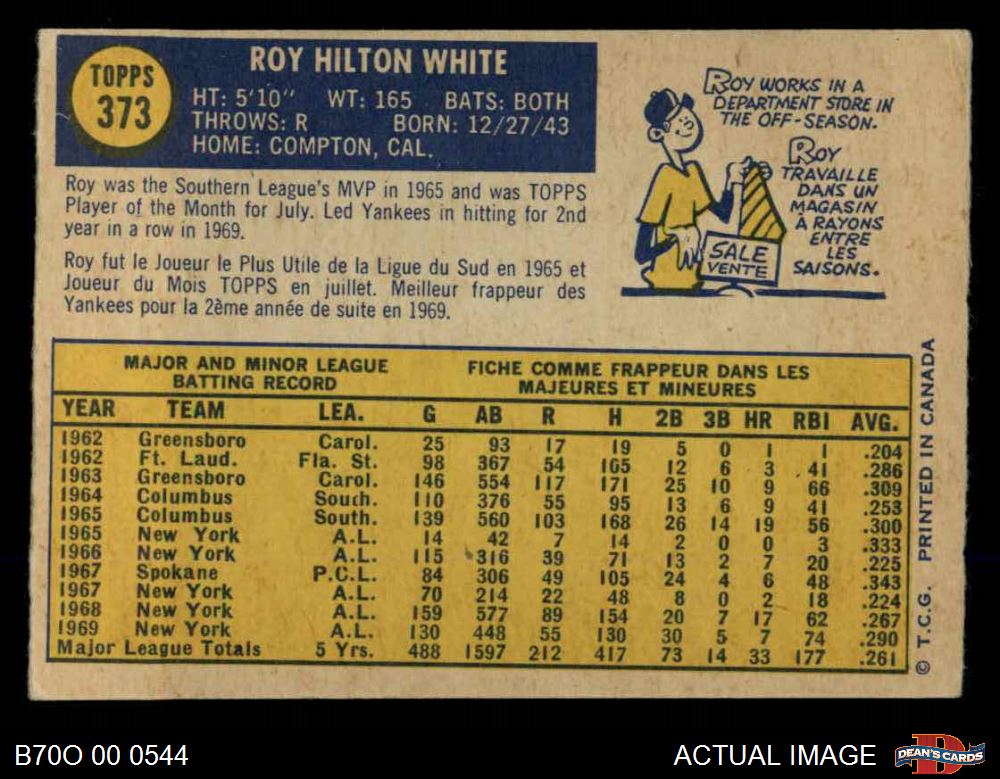 TOPPS
373
ROY HILTON WHITE
HT: 5'10" WT: 165 BATS: BOTH
THROWS: R BORN: 12/27/43
HOME: COMPTON, CAL.
Roy was the Southern League's MVP in 1965 and was TOPPS
Player of the Month for July. Led Yankees in hitting for 2nd
year in a row in 1969.
Roy fut le Joueur le Plus Utile de la Ligue du Sud en 1965 et
Joueur du Mois TOPPS en juillet. Meilleur frappeur des
Yankees pour la 2ème année de suite en 1969.
ROY WORKS IN A
DEPARTMENT STORE IN
THE OFF-SEASON.
ROY
TRAVAILLE
DANS UN
MAGASIN
À RAYONS
ENTRE
LES
SAISONS.
SALE
VENTE
MAJOR AND MINOR LEAGUE
BATTING RECORD
FICHE COMME FRAPPEUR DANS LES
MAJEURES ET MINEURES
YEAR TEAM LEA. G AB R H 2B 3B HR RBI AVG.
1962 Greensboro Carol. 25 93 17 19 5 0 1 1 .204
1962 Ft. Laud. Fla. St. 98 367 54 105 12 6 3 41 .286
1963 Greensboro Carol. 146 554 117 171 25 10 9 66 .309
1964 Columbus South. 110 376 55 95 13 6 9 41 .253
1965 Columbus South. 139 560 103 168 26 14 19 56 .300
1965 New York A.L. 14 42 7 14 2 0 0 3 .333
1966 New York A.L. 115 316 39 71 13 2 7 20 .225
1967 Spokane P.C.L. 84 306 49 105 24 4 6 48 .343
1967 New York A.L. 70 214 22 48 8 0 2 18 .224
1968 New York A.L. 159 577 89 154 20 7 17 62 .267
1969 New York A.L. 130 448 55 130 30 5 7 74 .290
Major League Totals 5 Yrs. 488 1597 212 417 73 14 33 177 .261
© T.C.G. PRINTED IN CANADA
B70O 00 0544
ACTUAL IMAGE
DEAN'S CARDS